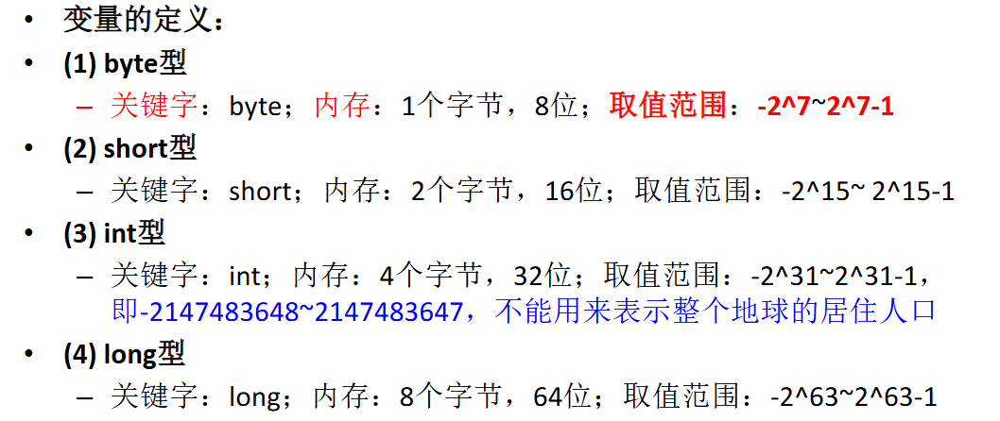 • 变量的定义：
• (1) byte型
– 关键字：byte；内存：1个字节，8位；取值范围：-2^7~2^7-1
• (2) short型
– 关键字：short；内存：2个字节，16位；取值范围：-2^15~ 2^15-1
• (3) int型
– 关键字：int；内存：4个字节，32位；取值范围：-2^31~2^31-1，
即-2147483648~2147483647，不能用来表示整个地球的居住人口
• (4) long型
– 关键字：long；内存：8个字节，64位；取值范围：-2^63~2^63-1